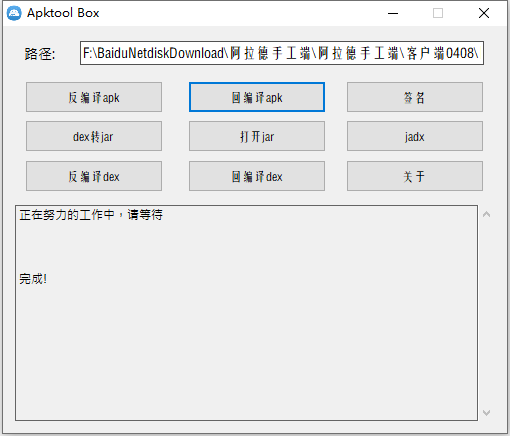 Apktool Box
路径: F:\BaiduNetdiskDownload\阿拉德手工端\阿拉德手工端\客户端0408\
反编译apk 回编译apk 签名
dex转jar 打开jar jadx
反编译dex 回编译dex 关于
正在努力的工作中，请等待
完成!